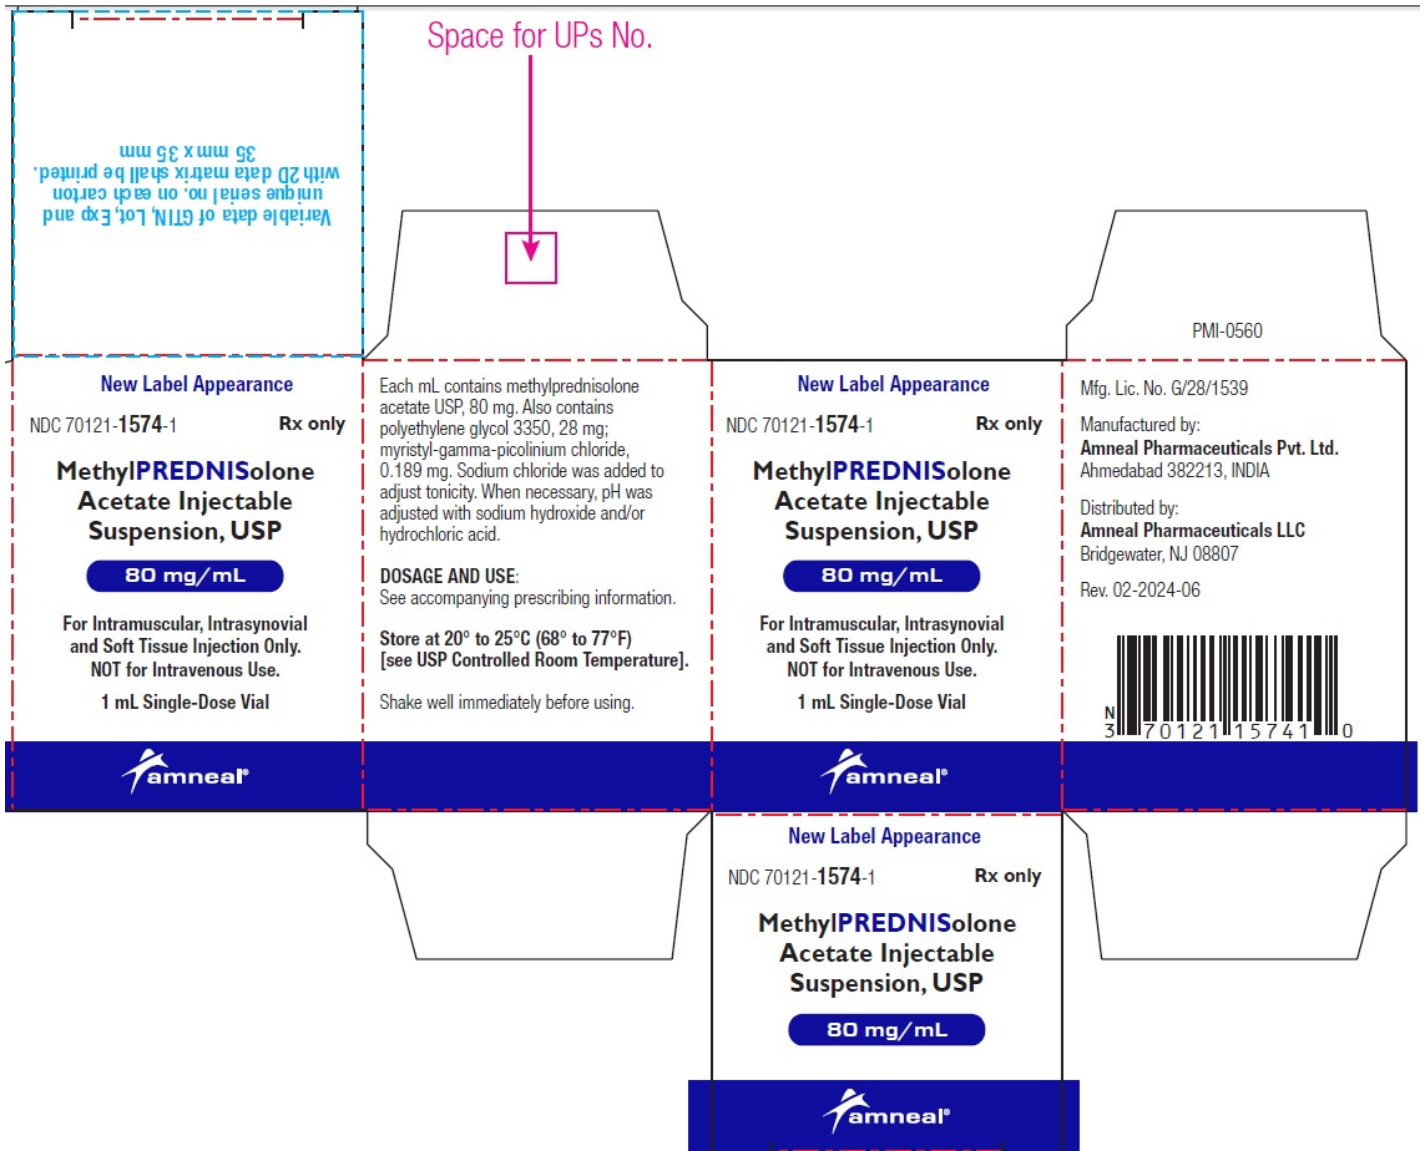 Space for UPs No.
Variable data of GTIN, Lot, Exp and
unique serial no. on each carton
with 2D data matrix shall be printed.
35 mm x 35 mm
New Label Appearance
NDC 70121-1574-1 Rx only
MethylPREDNISolone
Acetate Injectable
Suspension, USP
80 mg/mL
For Intramuscular, Intrasynovial
and Soft Tissue Injection Only.
NOT for Intravenous Use.
1 mL Single-Dose Vial
amneal®
Each mL contains methylprednisolone
acetate USP, 80 mg. Also contains
polyethylene glycol 3350, 28 mg;
myristyl-gamma-picolinium chloride,
0.189 mg. Sodium chloride was added to
adjust tonicity. When necessary, pH was
adjusted with sodium hydroxide and/or
hydrochloric acid.
DOSAGE AND USE:
See accompanying prescribing information.
Store at 20° to 25°C (68° to 77°F)
[see USP Controlled Room Temperature].
Shake well immediately before using.
New Label Appearance
NDC 70121-1574-1 Rx only
MethylPREDNISolone
Acetate Injectable
Suspension, USP
80 mg/mL
For Intramuscular, Intrasynovial
and Soft Tissue Injection Only.
NOT for Intravenous Use.
1 mL Single-Dose Vial
amneal®
PMI-0560
Mfg. Lic. No. G/28/1539
Manufactured by:
Amneal Pharmaceuticals Pvt. Ltd.
Ahmedabad 382213, INDIA
Distributed by:
Amneal Pharmaceuticals LLC
Bridgewater, NJ 08807
Rev. 02-2024-06
N
3 70121 15741 0
New Label Appearance
NDC 70121-1574-1 Rx only
MethylPREDNISolone
Acetate Injectable
Suspension, USP
80 mg/mL
amneal®